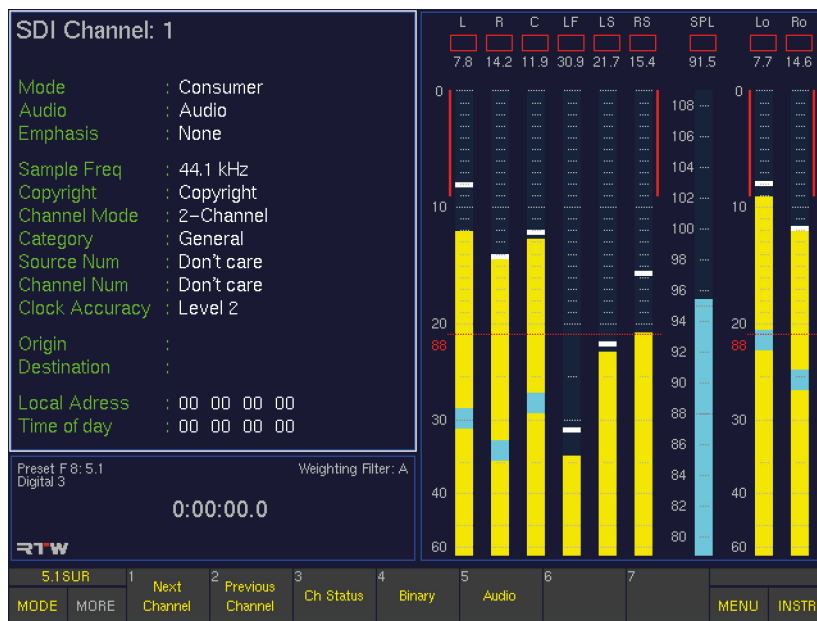 SDI Channel: 1
Mode : Consumer
Audio : Audio
Emphasis : None
Sample Freq : 44.1 kHz
Copyright : Copyright
Channel Mode : 2-Channel
Category : General
Source Num : Don't care
Channel Num : Don't care
Clock Accuracy : Level 2
Origin :
Destination :
Local Adress : 00 00 00 00
Time of day : 00 00 00 00
Preset F 8: 5.1 Weighting Filter: A
Digital 3
0:00:00.0
RTW
L R C LF LS RS SPL Lo Ro
7.8 14.2 11.9 30.9 21.7 15.4 91.5 7.7 14.6
0 108 0
106
104
10 102 10
100
98
96
20 94 20
88 92 88
90
30 88 30
86
84
40 82 40
60 80 60
5.1SUR 1 Next Channel 2 Previous Channel 3 Ch Status 4 Binary 5 Audio 6 7
MODE MORE MENU INSTR